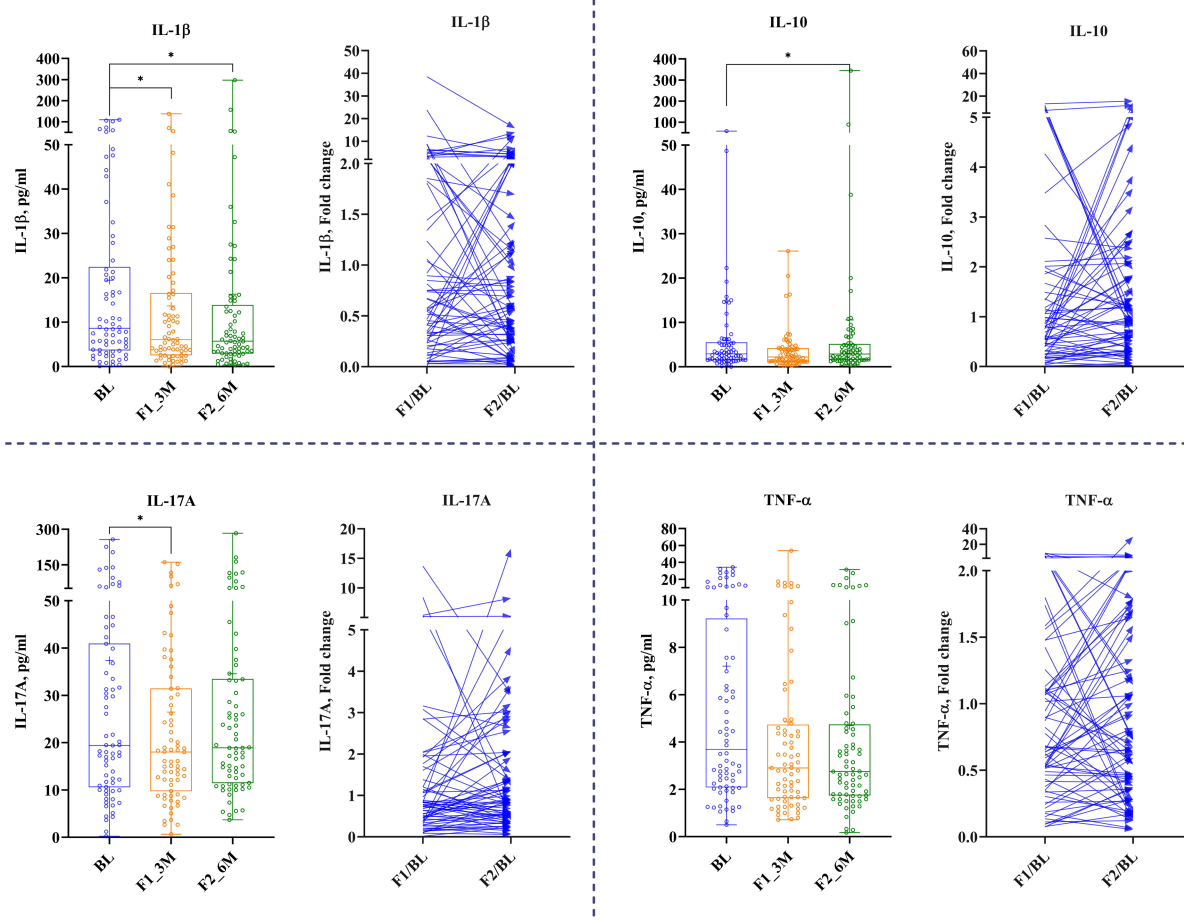 IL-1β
*
*
400
300
200
100
50
40
30
20
10
0
IL-1β, pg/ml
BL
F1_3M
F2_6M
IL-1β
50
40
30
20
10
2.0
1.5
1.0
0.5
0.0
IL-1β, Fold change
F1/BL
F2/BL
IL-10
*
400
300
200
100
50
40
30
20
10
0
IL-10, pg/ml
BL
F1_3M
F2_6M
IL-10
60
40
20
5
4
3
2
1
0
IL-10, Fold change
F1/BL
F2/BL
IL-17A
*
300
150
50
40
30
20
10
0
IL-17A, pg/ml
BL
F1_3M
F2_6M
IL-17A
20
15
10
5
4
3
2
1
0
IL-17A, Fold change
F1/BL
F2/BL
TNF-α
80
60
40
20
10
8
6
4
2
0
TNF-α, pg/ml
BL
F1_3M
F2_6M
TNF-α
40
20
2.0
1.5
1.0
0.5
0.0
TNF-α, Fold change
F1/BL
F2/BL